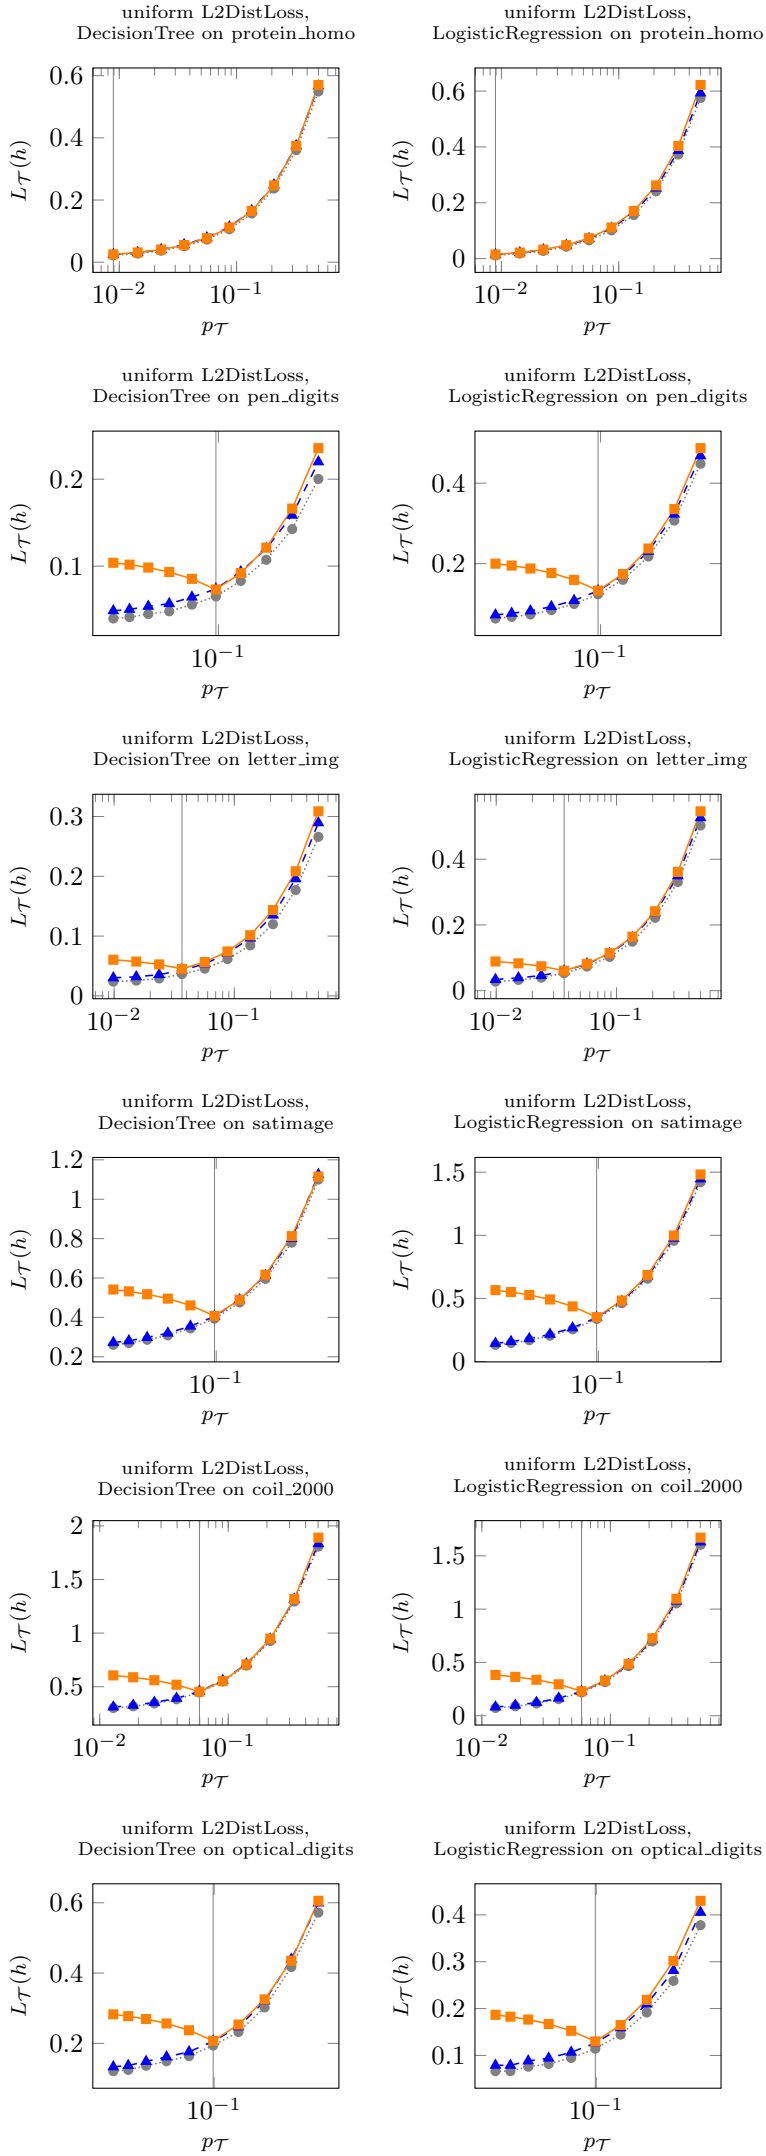 uniform L2DistLoss,
DecisionTree on protein_homo
0.6
0.4
0.2
0
L_𝒯(h)
10^−2
10^−1
p_𝒯
uniform L2DistLoss,
LogisticRegression on protein_homo
0.6
0.4
0.2
0
L_𝒯(h)
10^−2
10^−1
p_𝒯
uniform L2DistLoss,
DecisionTree on pen_digits
0.2
0.1
L_𝒯(h)
10^−1
p_𝒯
uniform L2DistLoss,
LogisticRegression on pen_digits
0.4
0.2
L_𝒯(h)
10^−1
p_𝒯
uniform L2DistLoss,
DecisionTree on letter_img
0.3
0.2
0.1
0
L_𝒯(h)
10^−2
10^−1
p_𝒯
uniform L2DistLoss,
LogisticRegression on letter_img
0.4
0.2
0
L_𝒯(h)
10^−2
10^−1
p_𝒯
uniform L2DistLoss,
DecisionTree on satimage
1.2
1
0.8
0.6
0.4
0.2
L_𝒯(h)
10^−1
p_𝒯
uniform L2DistLoss,
LogisticRegression on satimage
1.5
1
0.5
0
L_𝒯(h)
10^−1
p_𝒯
uniform L2DistLoss,
DecisionTree on coil_2000
2
1.5
1
0.5
L_𝒯(h)
10^−2
10^−1
p_𝒯
uniform L2DistLoss,
LogisticRegression on coil_2000
1.5
1
0.5
0
L_𝒯(h)
10^−2
10^−1
p_𝒯
uniform L2DistLoss,
DecisionTree on optical_digits
0.6
0.4
0.2
L_𝒯(h)
10^−1
p_𝒯
uniform L2DistLoss,
LogisticRegression on optical_digits
0.4
0.3
0.2
0.1
L_𝒯(h)
10^−1
p_𝒯